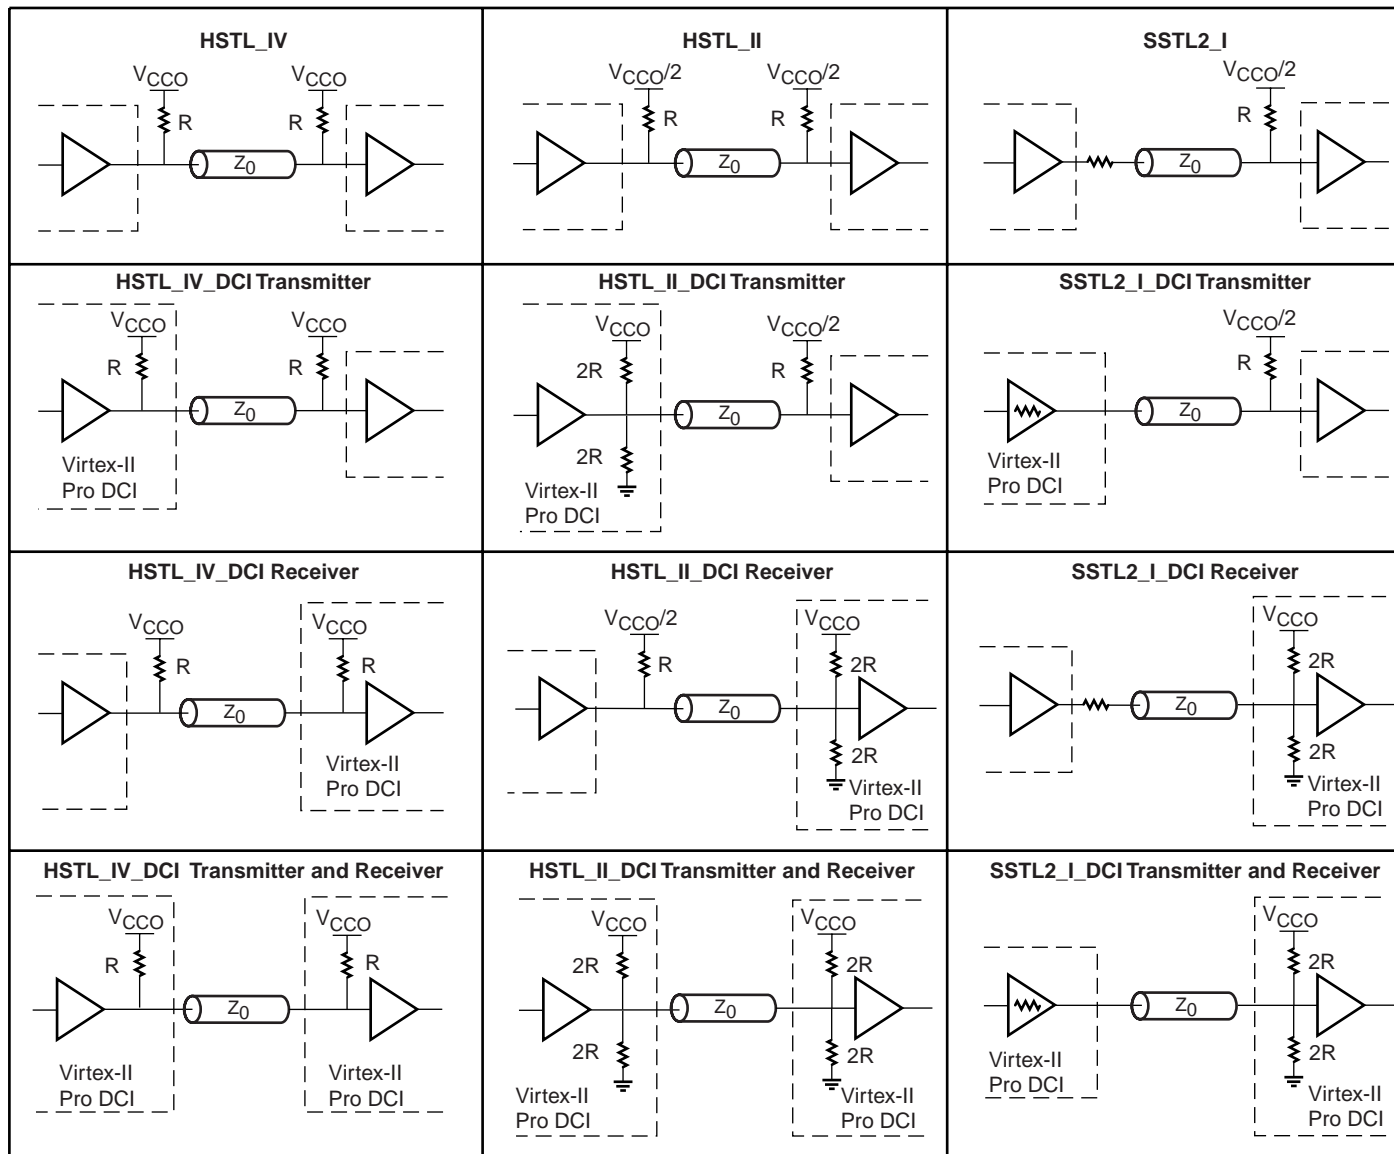 HSTL_IV
VCCO
VCCO
R
R
Z0
HSTL_II
VCCO/2
VCCO/2
R
R
Z0
SSTL2_I
VCCO/2
R
Z0
HSTL_IV_DCI Transmitter
VCCO
VCCO
R
R
Z0
Virtex-II
Pro DCI
HSTL_II_DCI Transmitter
VCCO
VCCO/2
2R
R
Z0
2R
Virtex-II
Pro DCI
SSTL2_I_DCI Transmitter
VCCO/2
R
Z0
Virtex-II
Pro DCI
HSTL_IV_DCI Receiver
VCCO
VCCO
R
R
Z0
Virtex-II
Pro DCI
HSTL_II_DCI Receiver
VCCO/2
VCCO
R
2R
Z0
2R
Virtex-II
Pro DCI
SSTL2_I_DCI Receiver
VCCO
2R
Z0
2R
Virtex-II
Pro DCI
HSTL_IV_DCI Transmitter and Receiver
VCCO
VCCO
R
R
Z0
Virtex-II
Pro DCI
Virtex-II
Pro DCI
HSTL_II_DCI Transmitter and Receiver
VCCO
VCCO
2R
2R
Z0
2R
2R
Virtex-II
Pro DCI
Virtex-II
Pro DCI
SSTL2_I_DCI Transmitter and Receiver
VCCO
2R
Z0
2R
Virtex-II
Pro DCI
Virtex-II
Pro DCI